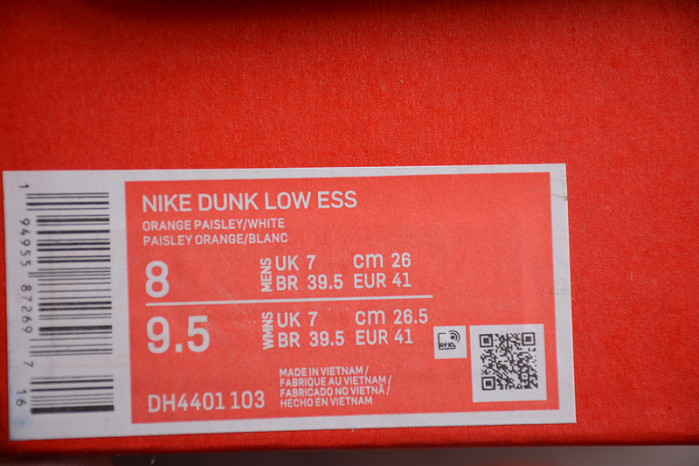 1 94955 87269 7 16
NIKE DUNK LOW ESS
ORANGE PAISLEY/WHITE
PAISLEY ORANGE/BLANC
8 MENS UK 7 cm 26
BR 39.5 EUR 41
9.5 WMNS UK 7 cm 26.5
BR 39.5 EUR 41
RFID
DH4401 103
MADE IN VIETNAM /
FABRIQUE AU VIETNAM /
FABRICADO NO VIETNÃ /
HECHO EN VIETNAM